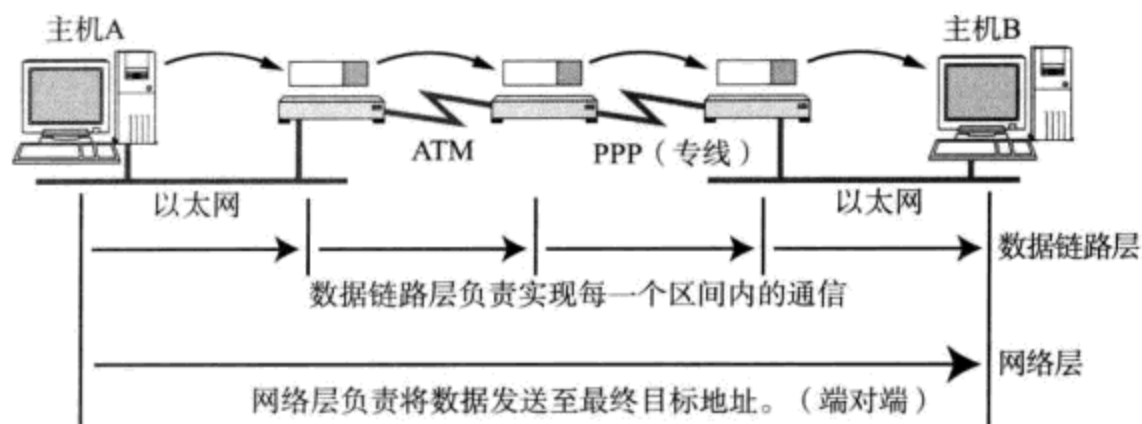 主机A
主机B
ATM
PPP（专线）
以太网
以太网
数据链路层
数据链路层负责实现每一个区间内的通信
网络层
网络层负责将数据发送至最终目标地址。（端对端）